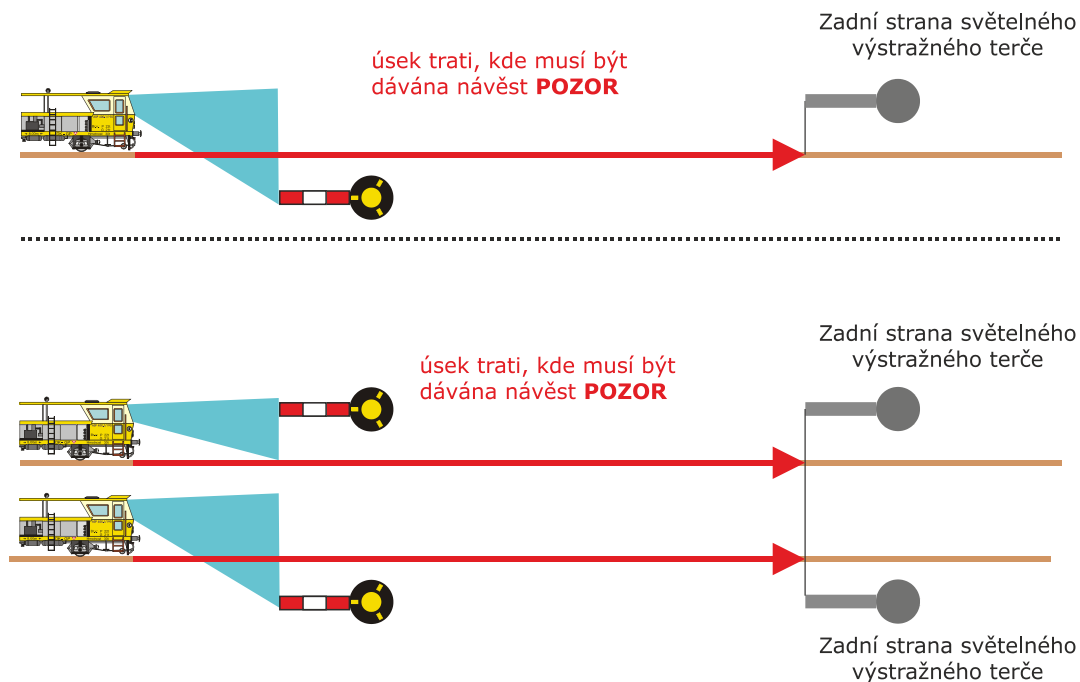 Zadní strana světelného
výstražného terče
úsek trati, kde musí být
dávána návěst POZOR
Zadní strana světelného
výstražného terče
úsek trati, kde musí být
dávána návěst POZOR
Zadní strana světelného
výstražného terče